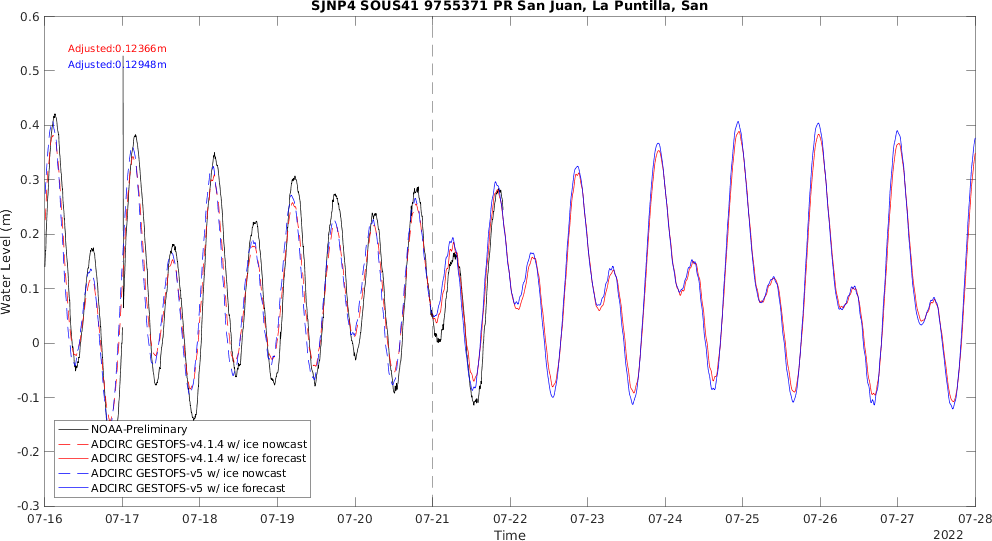 SJNP4 SOUS41 9755371 PR San Juan, La Puntilla, San
0.6
0.5
0.4
0.3
0.2
0.1
0
-0.1
-0.2
-0.3
Water Level (m)
Adjusted:0.12366m
Adjusted:0.12948m
NOAA-Preliminary
ADCIRC GESTOFS-v4.1.4 w/ ice nowcast
ADCIRC GESTOFS-v4.1.4 w/ ice forecast
ADCIRC GESTOFS-v5 w/ ice nowcast
ADCIRC GESTOFS-v5 w/ ice forecast
07-16 07-17 07-18 07-19 07-20 07-21 07-22 07-23 07-24 07-25 07-26 07-27 07-28
Time
2022